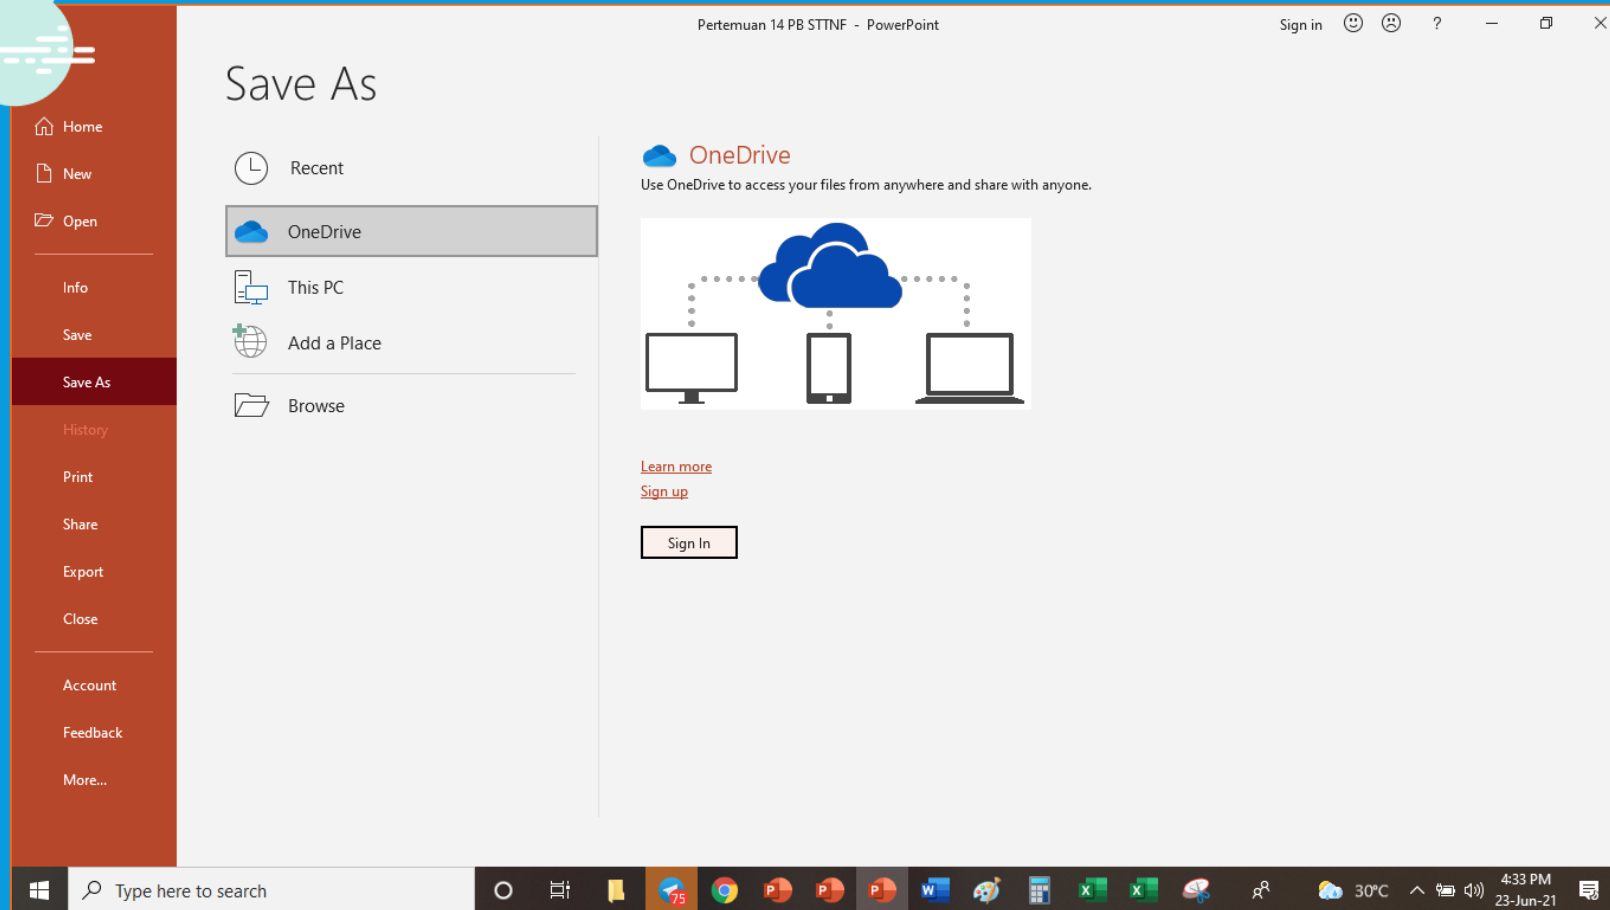 Pertemuan 14 PB STTNF - PowerPoint
Sign in
?
Save As
Home
New
Open
Info
Save
Save As
History
Print
Share
Export
Close
Account
Feedback
More...
Recent
OneDrive
This PC
Add a Place
Browse
OneDrive
Use OneDrive to access your files from anywhere and share with anyone.
Learn more
Sign up
Sign In
Type here to search
75
P
P
P
W
X
X
30°C
4:33 PM
23-Jun-21